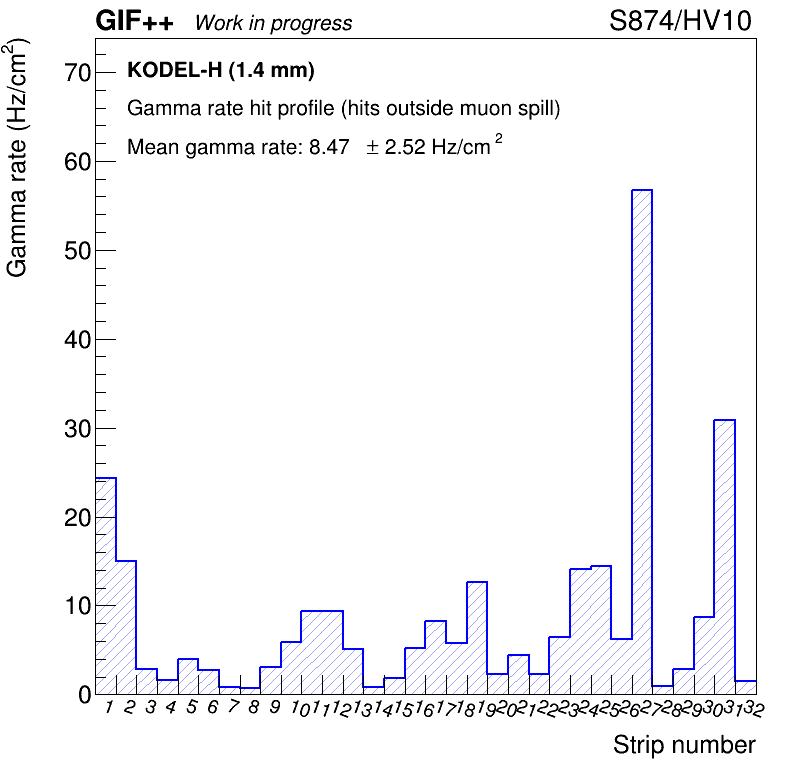 GIF++ Work in progress S874/HV10
Gamma rate (Hz/cm2)
KODEL-H (1.4 mm)
Gamma rate hit profile (hits outside muon spill)
Mean gamma rate: 8.47 ± 2.52 Hz/cm2
70
60
50
40
30
20
10
0
1 2 3 4 5 6 7 8 9 10 11 12 13 14 15 16 17 18 19 20 21 22 23 24 25 26 27 28 29 30 31 32
Strip number